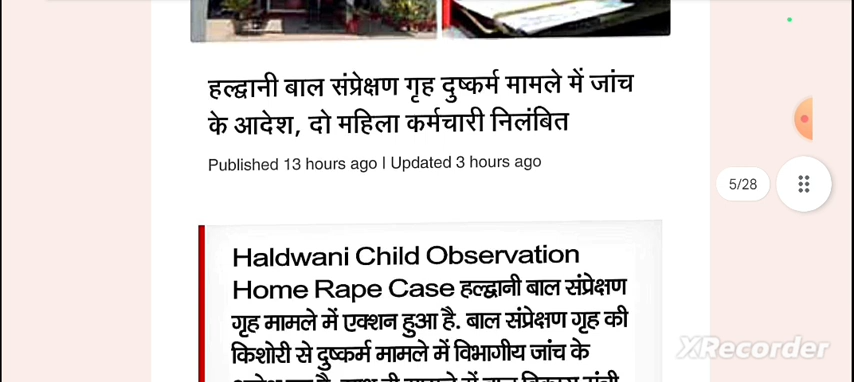 हल्द्वानी बाल संप्रेक्षण गृह दुष्कर्म मामले में जांच
के आदेश, दो महिला कर्मचारी निलंबित
Published 13 hours ago | Updated 3 hours ago
5/28
Haldwani Child Observation
Home Rape Case हल्द्वानी बाल संप्रेक्षण
गृह मामले में एक्शन हुआ है. बाल संप्रेक्षण गृह की
किशोरी से दुष्कर्म मामले में विभागीय जांच के
XRecorder